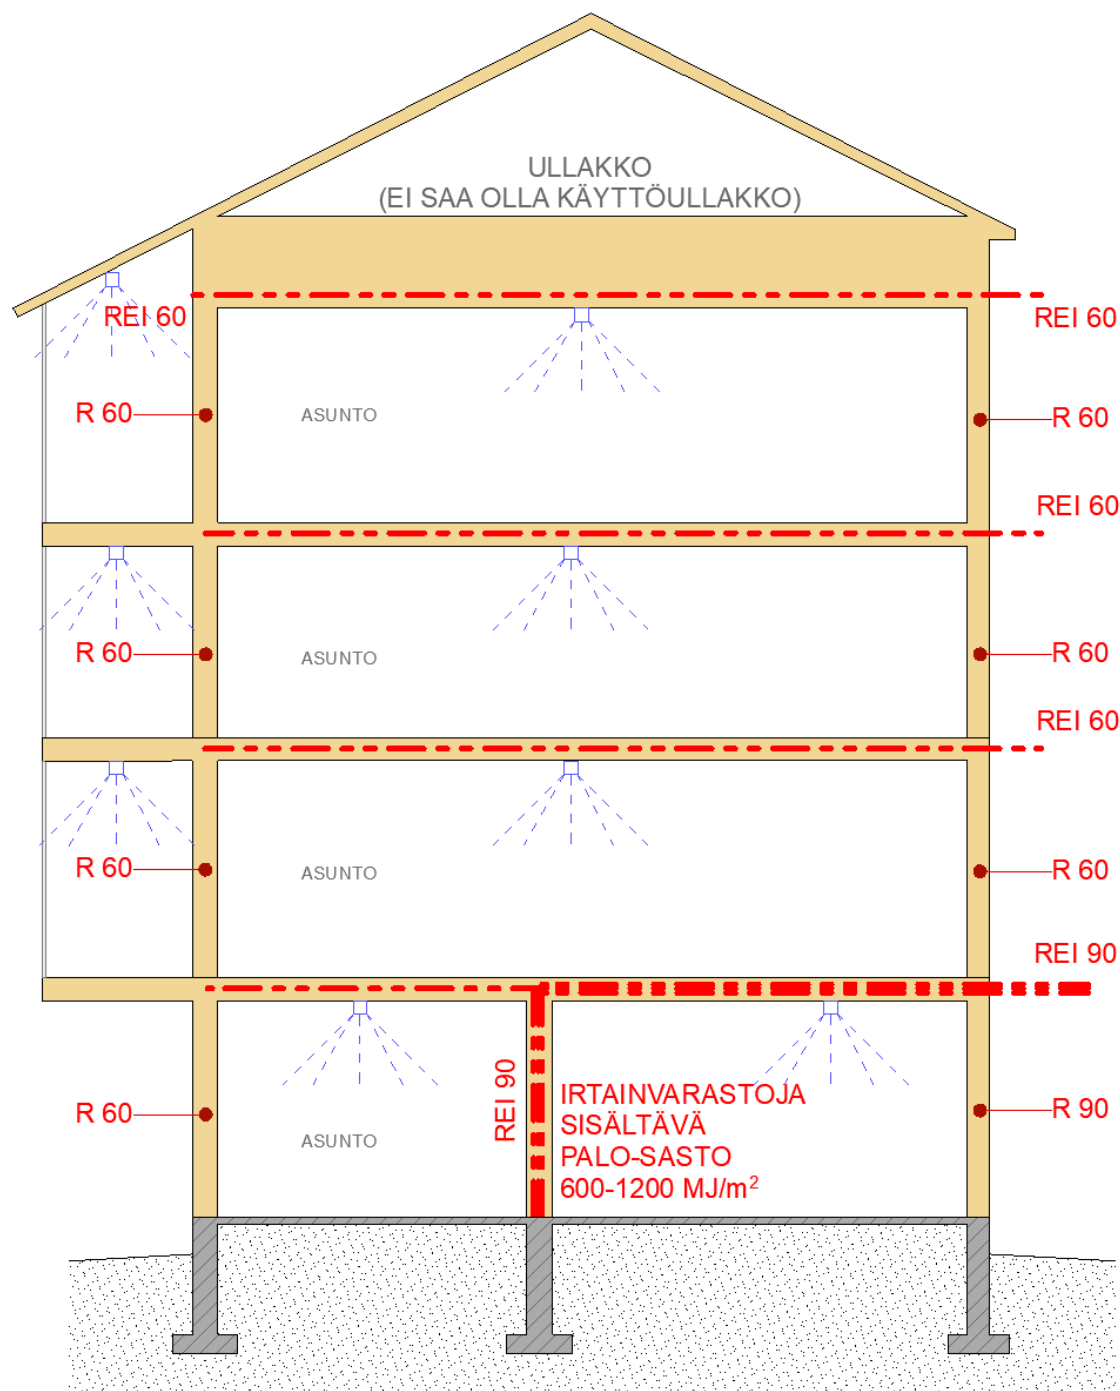 ULLAKKO
(EI SAA OLLA KÄYTTÖULLAKKO)
REI 60
REI 60
R 60
ASUNTO
R 60
REI 60
R 60
ASUNTO
R 60
REI 60
R 60
ASUNTO
R 60
REI 90
R 60
ASUNTO
REI 90
IRTAINVARASTOJA
SISÄLTÄVÄ
PALO-SASTO
600-1200 MJ/m²
R 90